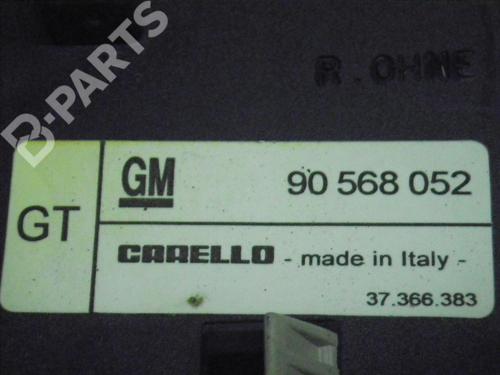 R.OHNE
B-PARTS
GM 90 568 052
GT
CARELLO - made in Italy -
37.366.383